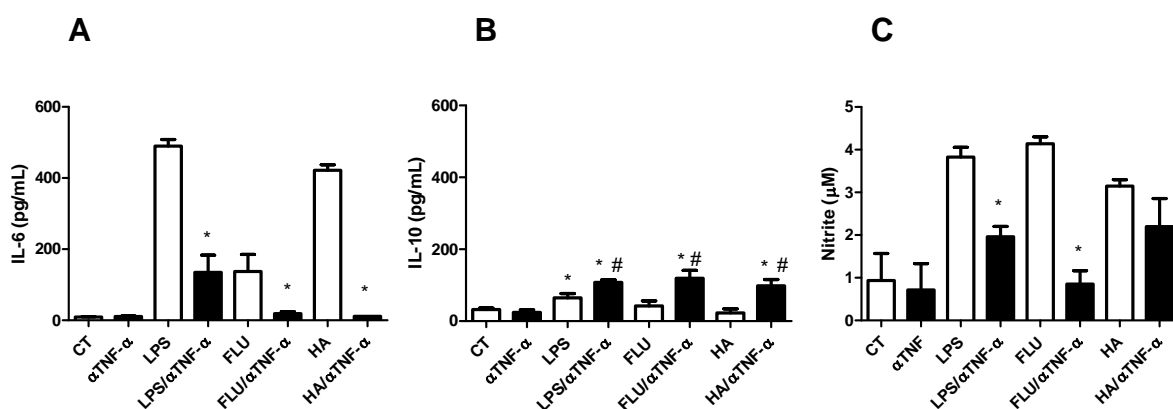 A
IL-6 (pg/mL)
600
400
200
0
*
*
*
CT
αTNF-α
LPS
LPS/αTNF-α
FLU
FLU/αTNF-α
HA
HA/αTNF-α
B
IL-10 (pg/mL)
600
400
200
0
*
* #
* #
* #
CT
αTNF-α
LPS
LPS/αTNF-α
FLU
FLU/αTNF-α
HA
HA/αTNF-α
C
Nitrite (μM)
5
4
3
2
1
0
*
*
CT
αTNF
LPS
LPS/αTNF-α
FLU
FLU/αTNF-α
HA
HA/αTNF-α